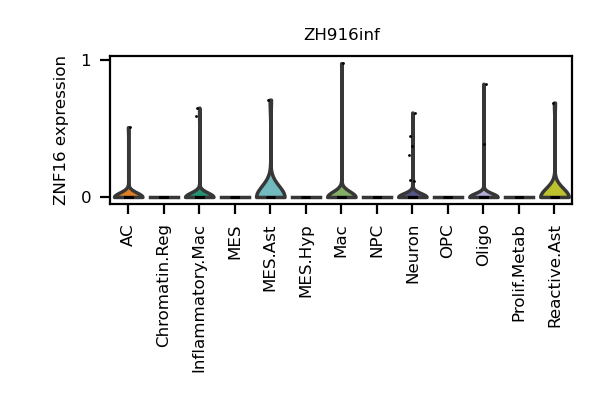 ZH916inf
ZNF16 expression
1
0
AC
Chromatin.Reg
Inflammatory.Mac
MES
MES.Ast
MES.Hyp
Mac
NPC
Neuron
OPC
Oligo
Prolif.Metab
Reactive.Ast